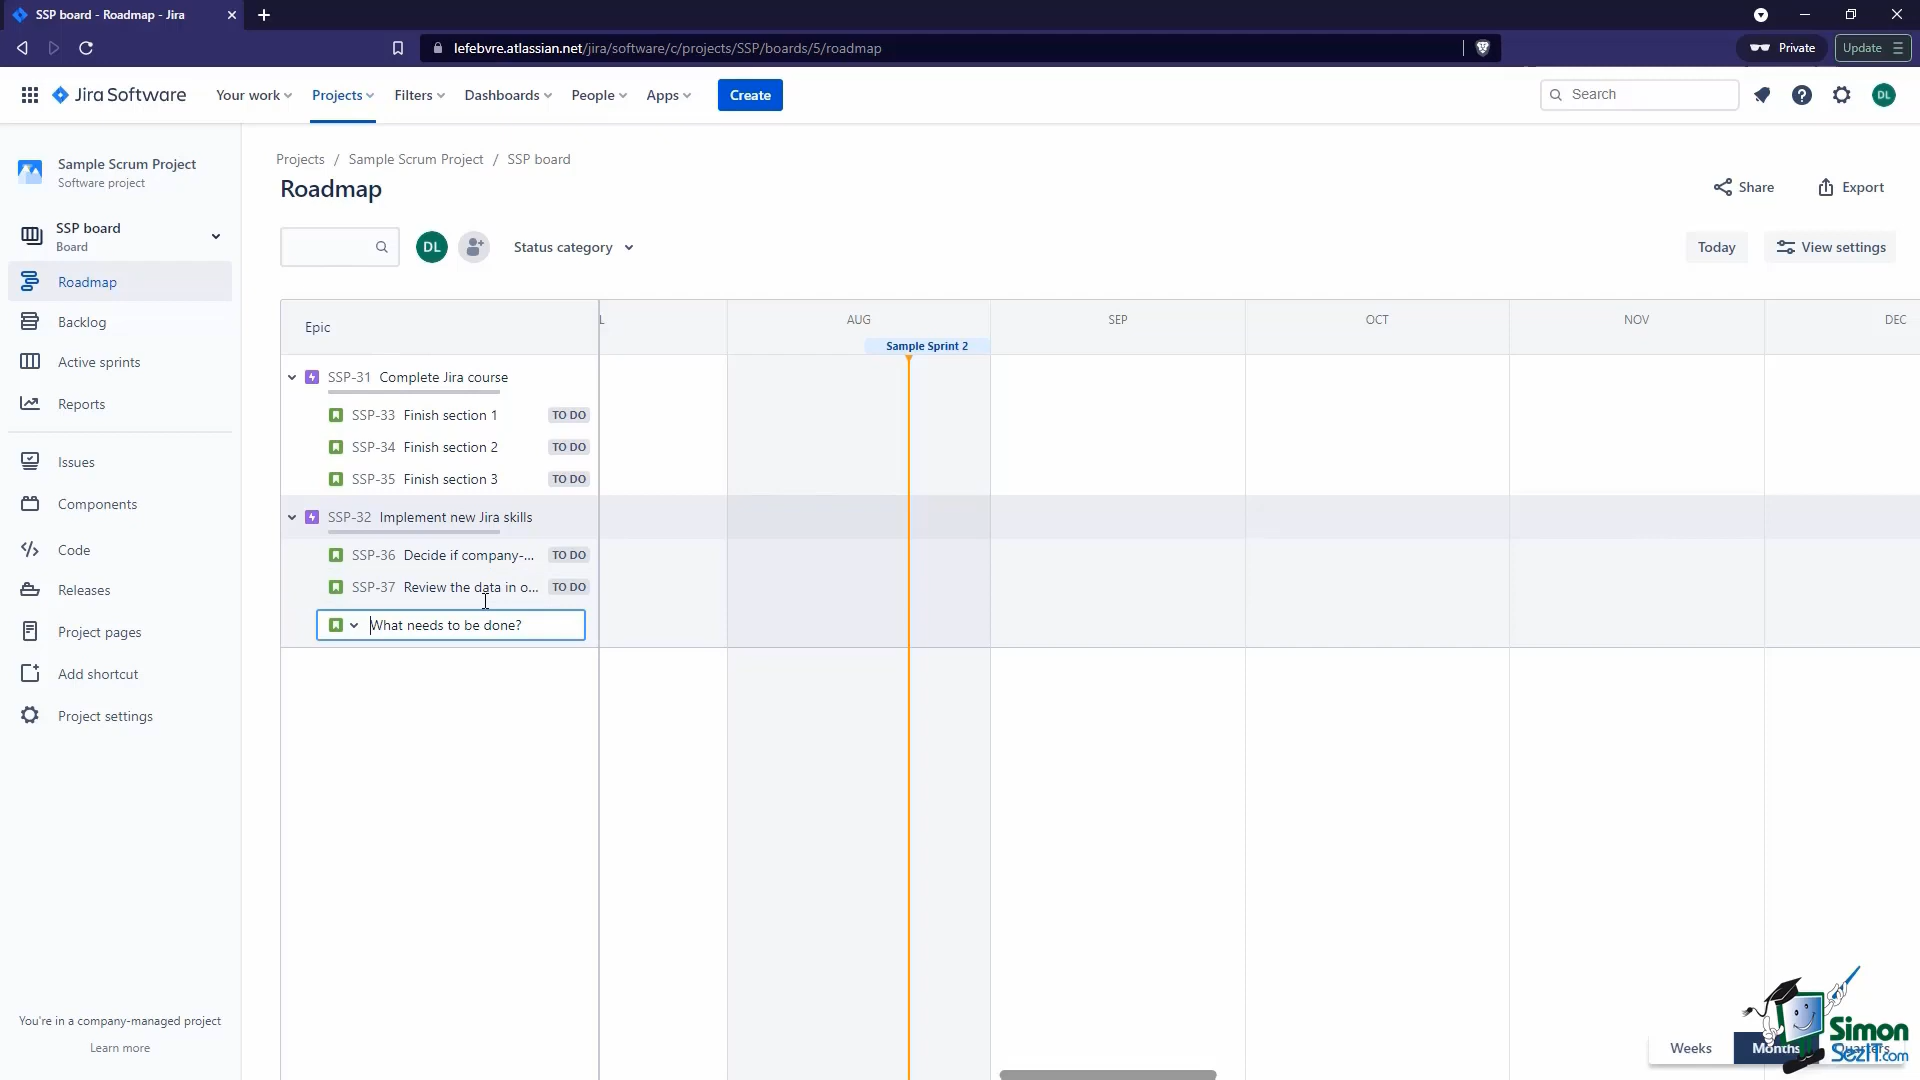 SSP board - Roadmap - Jira
lefebvre.atlassian.net/jira/software/c/projects/SSP/boards/5/roadmap
Private
Update
Jira Software
Your work
Projects
Filters
Dashboards
People
Apps
Create
Search
DL
Sample Scrum Project
Software project
SSP board
Board
Roadmap
Backlog
Active sprints
Reports
Issues
Components
Code
Releases
Project pages
Add shortcut
Project settings
You're in a company-managed project
Learn more
Projects / Sample Scrum Project / SSP board
Roadmap
Share
Export
DL
Status category
Today
View settings
Epic
L
AUG
SEP
OCT
NOV
DEC
Sample Sprint 2
SSP-31 Complete Jira course
SSP-33 Finish section 1 TO DO
SSP-34 Finish section 2 TO DO
SSP-35 Finish section 3 TO DO
SSP-32 Implement new Jira skills
SSP-36 Decide if company-... TO DO
SSP-37 Review the data in o... TO DO
What needs to be done?
Weeks
Months
Simon
SezIT.com